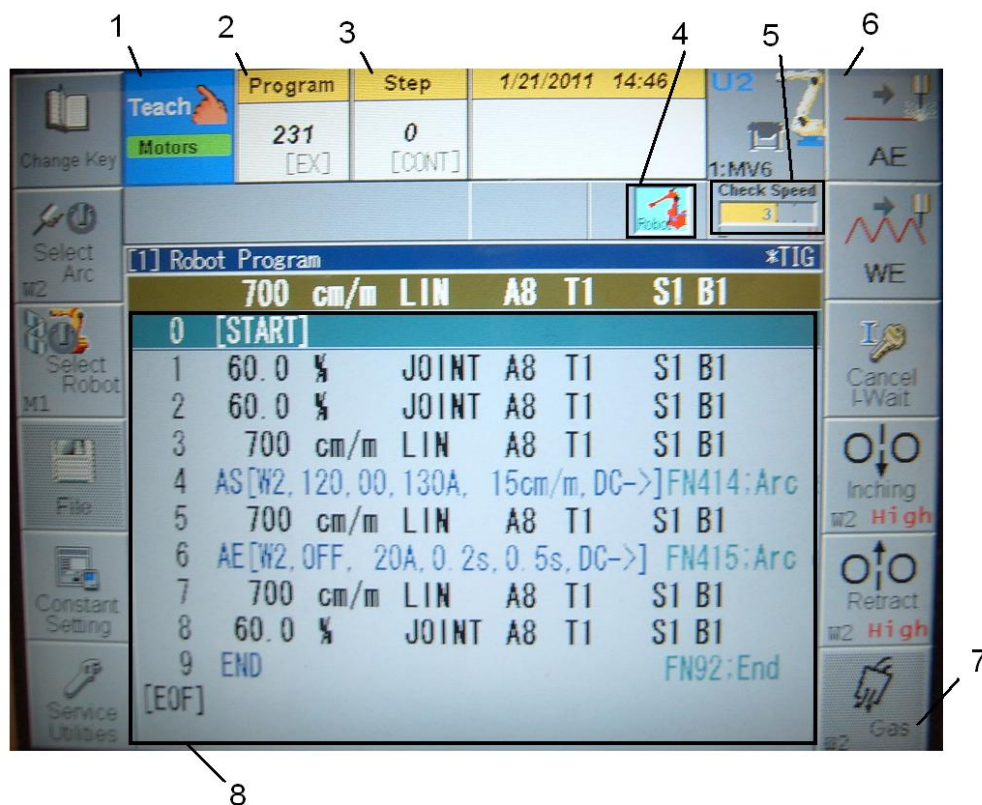 1 2 3 4 5 6
Change Key
Teach
Motors
Program
231
[EX]
Step
0
[CONT]
1/21/2011 14:46
U2
1:MV6
AE
Robot
Check Speed
3
Select
Arc
W2
WE
[1] Robot Program *TIG
700 cm/m LIN A8 T1 S1 B1
0 [START]
1 60.0 % JOINT A8 T1 S1 B1
2 60.0 % JOINT A8 T1 S1 B1
3 700 cm/m LIN A8 T1 S1 B1
4 AS[W2,120,00,130A, 15cm/m,DC->]FN414;Arc
5 700 cm/m LIN A8 T1 S1 B1
6 AE[W2,OFF, 20A,0.2s,0.5s,DC->] FN415;Arc
7 700 cm/m LIN A8 T1 S1 B1
8 60.0 % JOINT A8 T1 S1 B1
9 END FN92;End
[EOF]
Select
Robot
M1
File
Constant
Setting
Service
Utilities
Cancel
I-Wait
Inching
W2 High
Retract
W2 High
Gas
W2
7
8